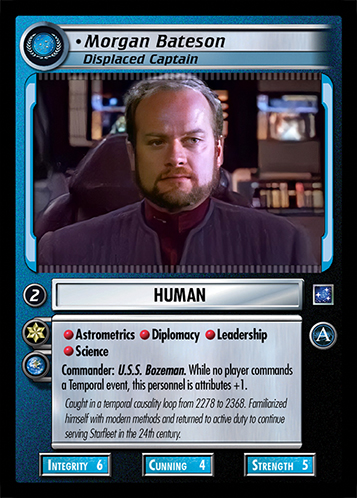 • Morgan Bateson
Displaced Captain
2
HUMAN
• Astrometrics • Diplomacy • Leadership
• Science
A
Commander: U.S.S. Bozeman. While no player commands
a Temporal event, this personnel is attributes +1.
Caught in a temporal causality loop from 2278 to 2368. Familiarized
himself with modern methods and returned to active duty to continue
serving Starfleet in the 24th century.
INTEGRITY 6 CUNNING 4 STRENGTH 5